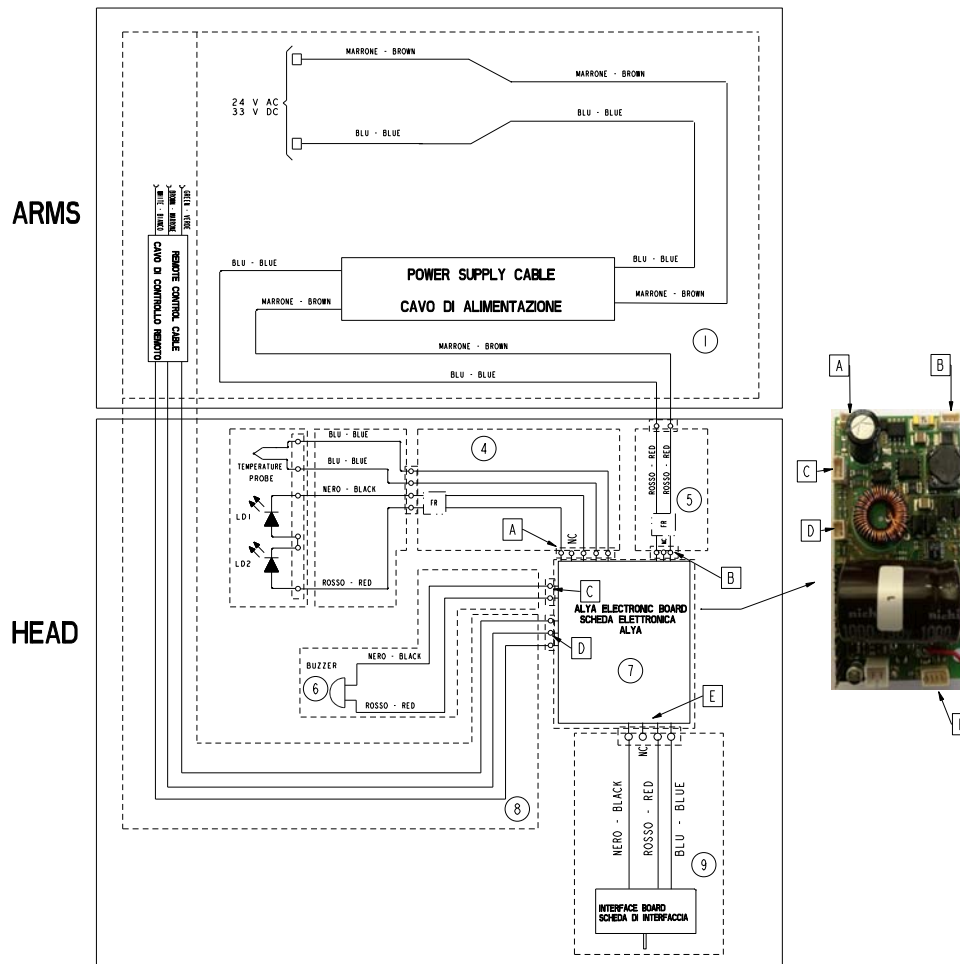 MARRONE - BROWN
MARRONE - BROWN
24 V AC
33 V DC
BLU - BLUE
BLU - BLUE
ARMS
GREEN - VERDE
BROWN - MARRONE
WHITE - BIANCO
REMOTE CONTROL CABLE
CAVO DI CONTROLLO REMOTO
BLU - BLUE
BLU - BLUE
POWER SUPPLY CABLE
CAVO DI ALIMENTAZIONE
MARRONE - BROWN
MARRONE - BROWN
MARRONE - BROWN
1
BLU - BLUE
A
B
C
D
BLU - BLUE
4
BLU - BLUE
TEMPERATURE
PROBE
NERO - BLACK
FR
ROSSO - RED
ROSSO - RED
5
FR
NC
LD1
A
NC
B
LD2
ROSSO - RED
C
ALYA ELECTRONIC BOARD
SCHEDA ELETTRONICA
ALYA
HEAD
D
NERO - BLACK
BUZZER
6
7
ROSSO - RED
E
NC
8
NERO - BLACK
ROSSO - RED
BLU - BLUE
9
INTERFACE BOARD
SCHEDA DI INTERFACCIA